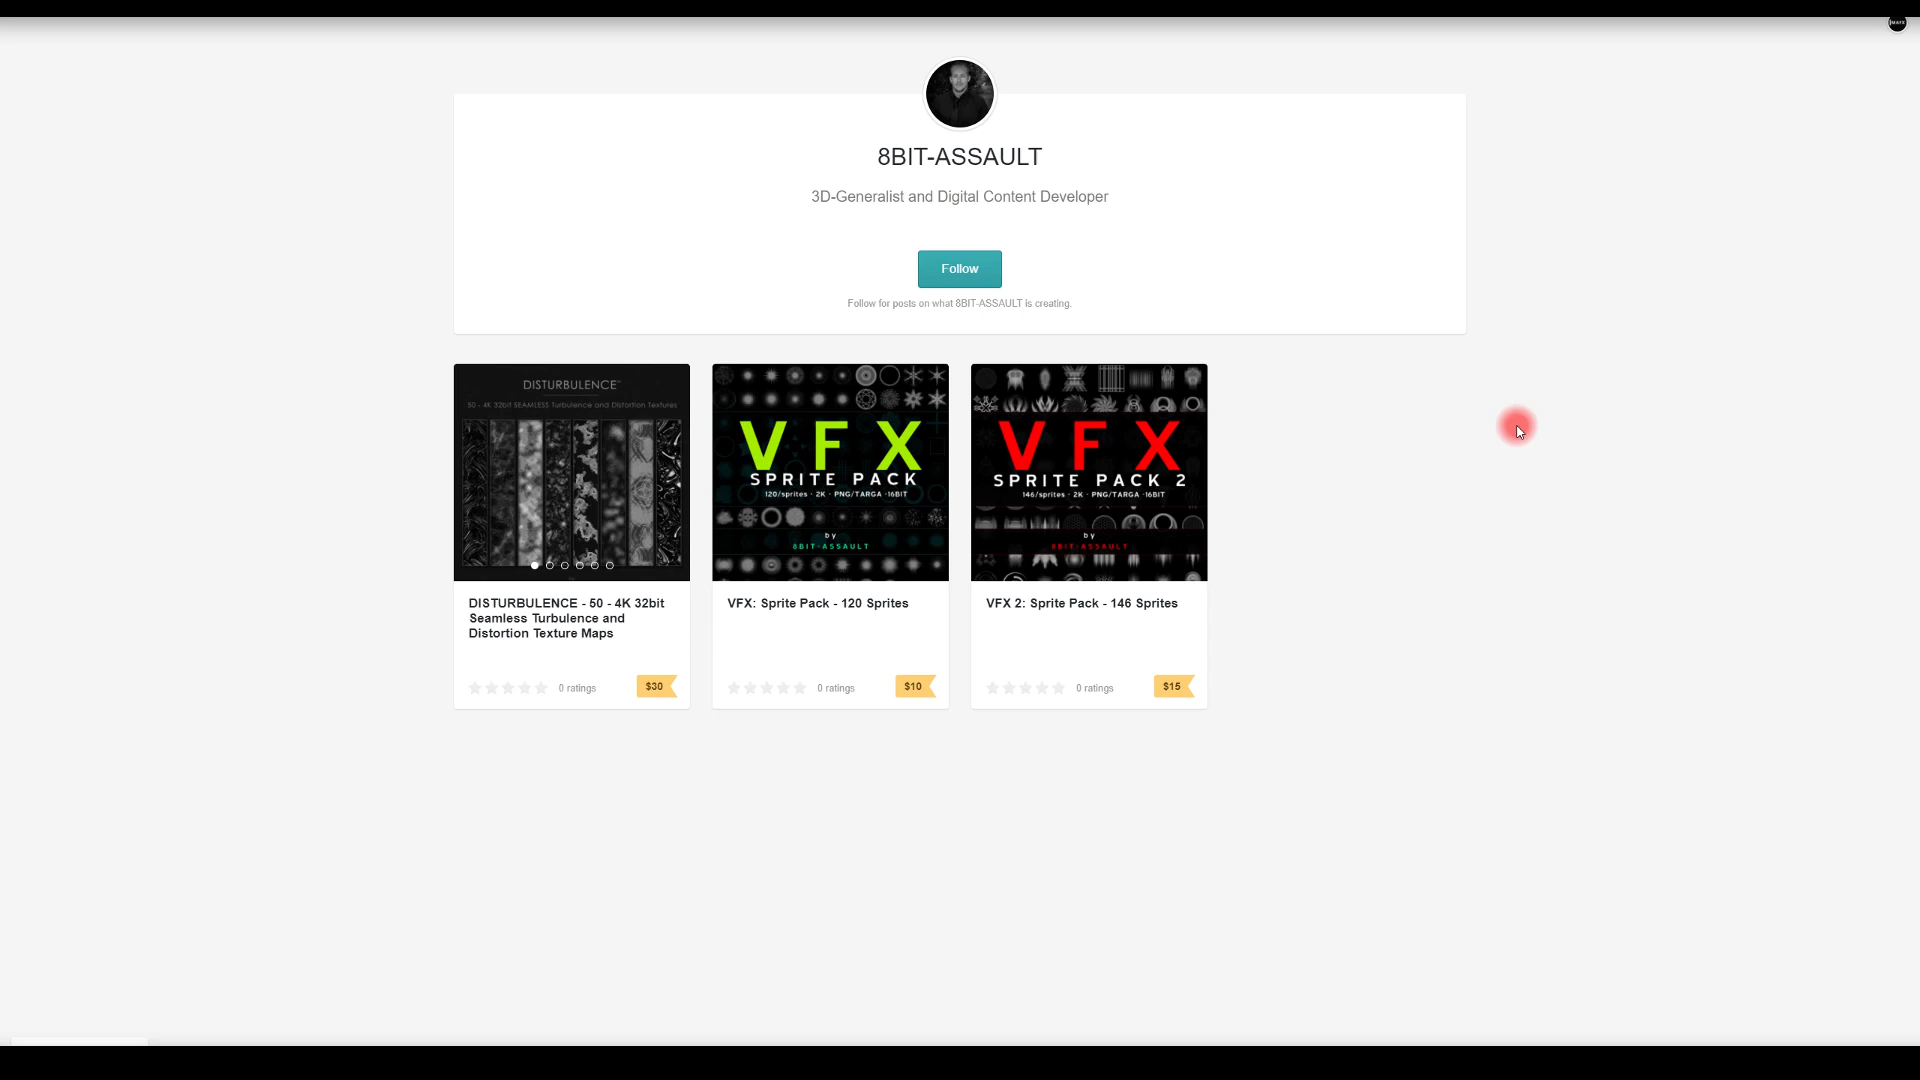 IMAFX
8BIT-ASSAULT
3D-Generalist and Digital Content Developer
Follow
Follow for posts on what 8BIT-ASSAULT is creating.
DISTURBULENCE™
50 - 4K 32bit SEAMLESS Turbulence and Distortion Textures
VFX
SPRITE PACK
120/sprites · 2K · PNG/TARGA ·16BIT
by
8BIT-ASSAULT
VFX
SPRITE PACK 2
146/sprites · 2K · PNG/TARGA ·16BIT
by
8BIT-ASSAULT
DISTURBULENCE - 50 - 4K 32bit
Seamless Turbulence and
Distortion Texture Maps
0 ratings
$30
VFX: Sprite Pack - 120 Sprites
0 ratings
$10
VFX 2: Sprite Pack - 146 Sprites
0 ratings
$15